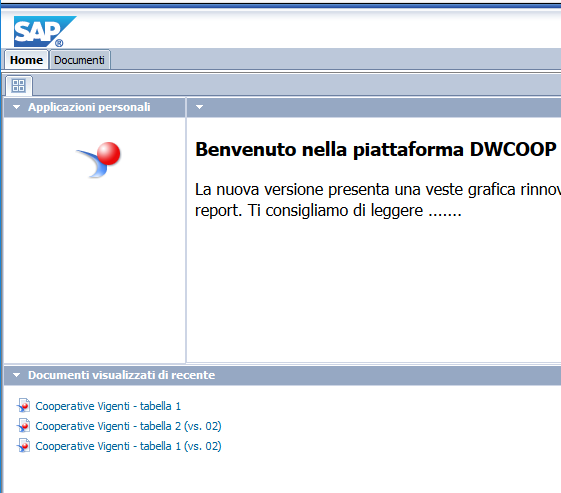 SAP®
Home Documenti
Applicazioni personali
Benvenuto nella piattaforma DWCOOP
La nuova versione presenta una veste grafica rinnov
report. Ti consigliamo di leggere .......
Documenti visualizzati di recente
Cooperative Vigenti - tabella 1
Cooperative Vigenti - tabella 2 (vs. 02)
Cooperative Vigenti - tabella 1 (vs. 02)